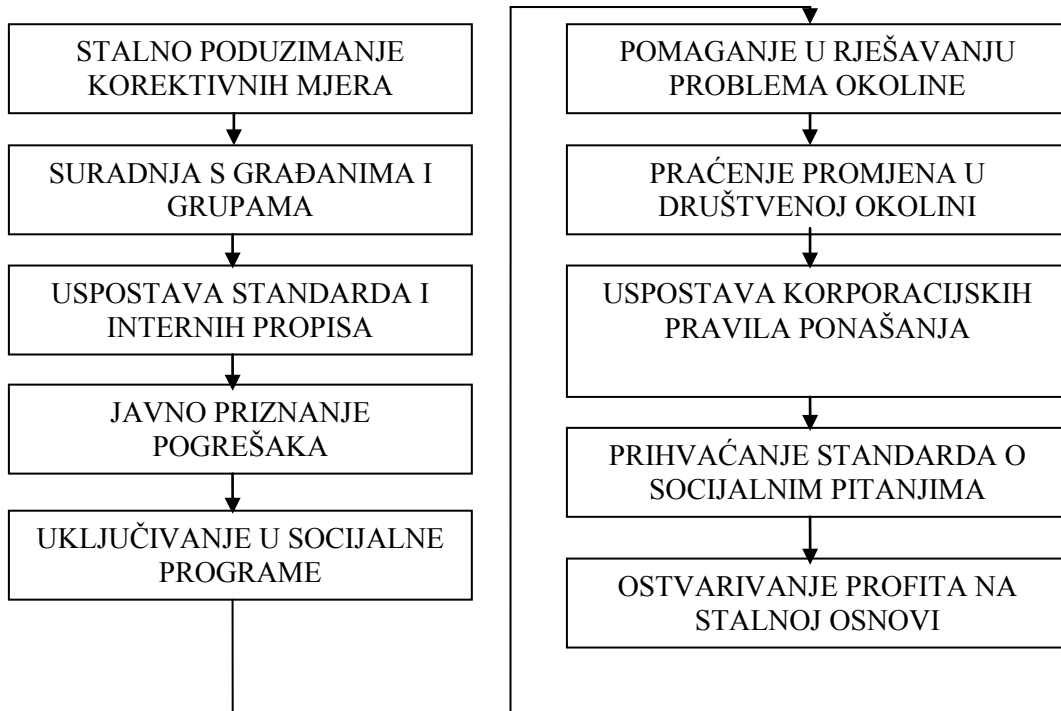 STALNO PODUZIMANJE
KOREKTIVNIH MJERA
SURADNJA S GRAĐANIMA I
GRUPAMA
USPOSTAVA STANDARDA I
INTERNIH PROPISA
JAVNO PRIZNANJE
POGREŠAKA
UKLJUČIVANJE U SOCIJALNE
PROGRAME
POMAGANJE U RJEŠAVANJU
PROBLEMA OKOLINE
PRAĆENJE PROMJENA U
DRUŠTVENOJ OKOLINI
USPOSTAVA KORPORACIJSKIH
PRAVILA PONAŠANJA
PRIHVAĆANJE STANDARDA O
SOCIJALNIM PITANJIMA
OSTVARIVANJE PROFITA NA
STALNOJ OSNOVI